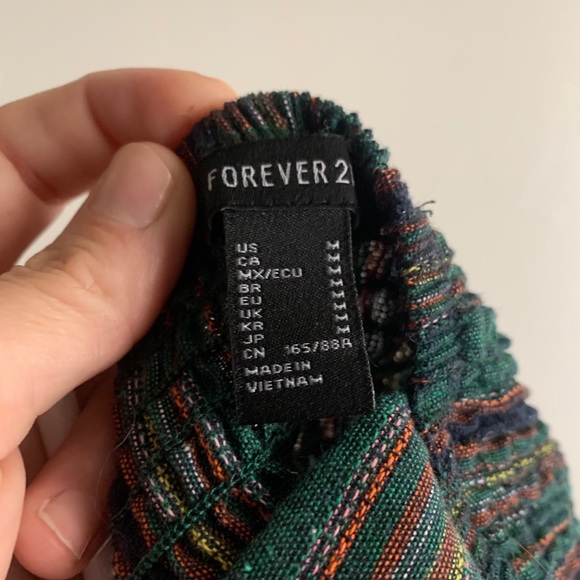 FOREVER 2
US M
CA M
MX/ECU M
BR M
EU M
UK M
KR M
JP M
CN 165/88A
MADE IN
VIETNAM